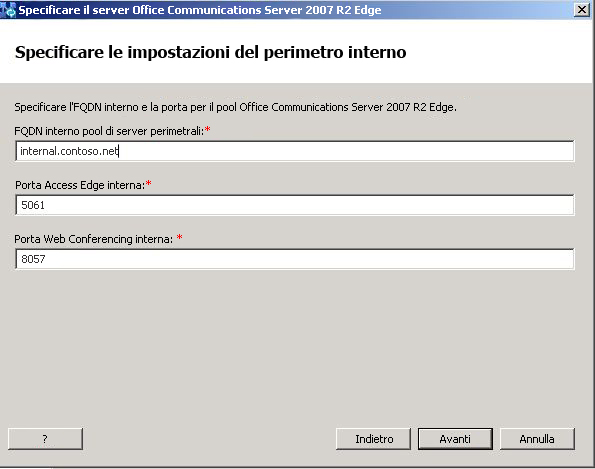 Specificare il server Office Communications Server 2007 R2 Edge
Specificare le impostazioni del perimetro interno
Specificare l'FQDN interno e la porta per il pool Office Communications Server 2007 R2 Edge.
FQDN interno pool di server perimetrali:*
internal.contoso.net
Porta Access Edge interna:*
5061
Porta Web Conferencing interna: *
8057
? Indietro Avanti Annulla